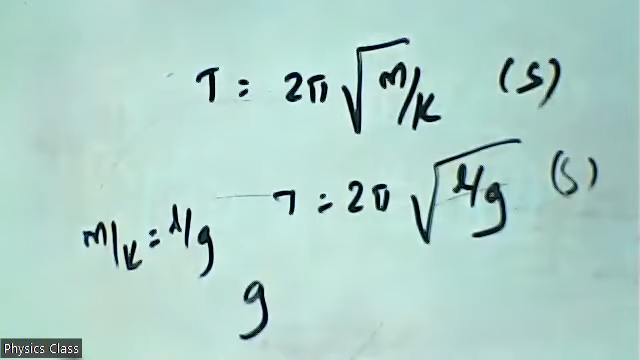 T = 2π √m/k (s)
T = 2π √l/g (s)
m/k = l/g
g
Physics Class